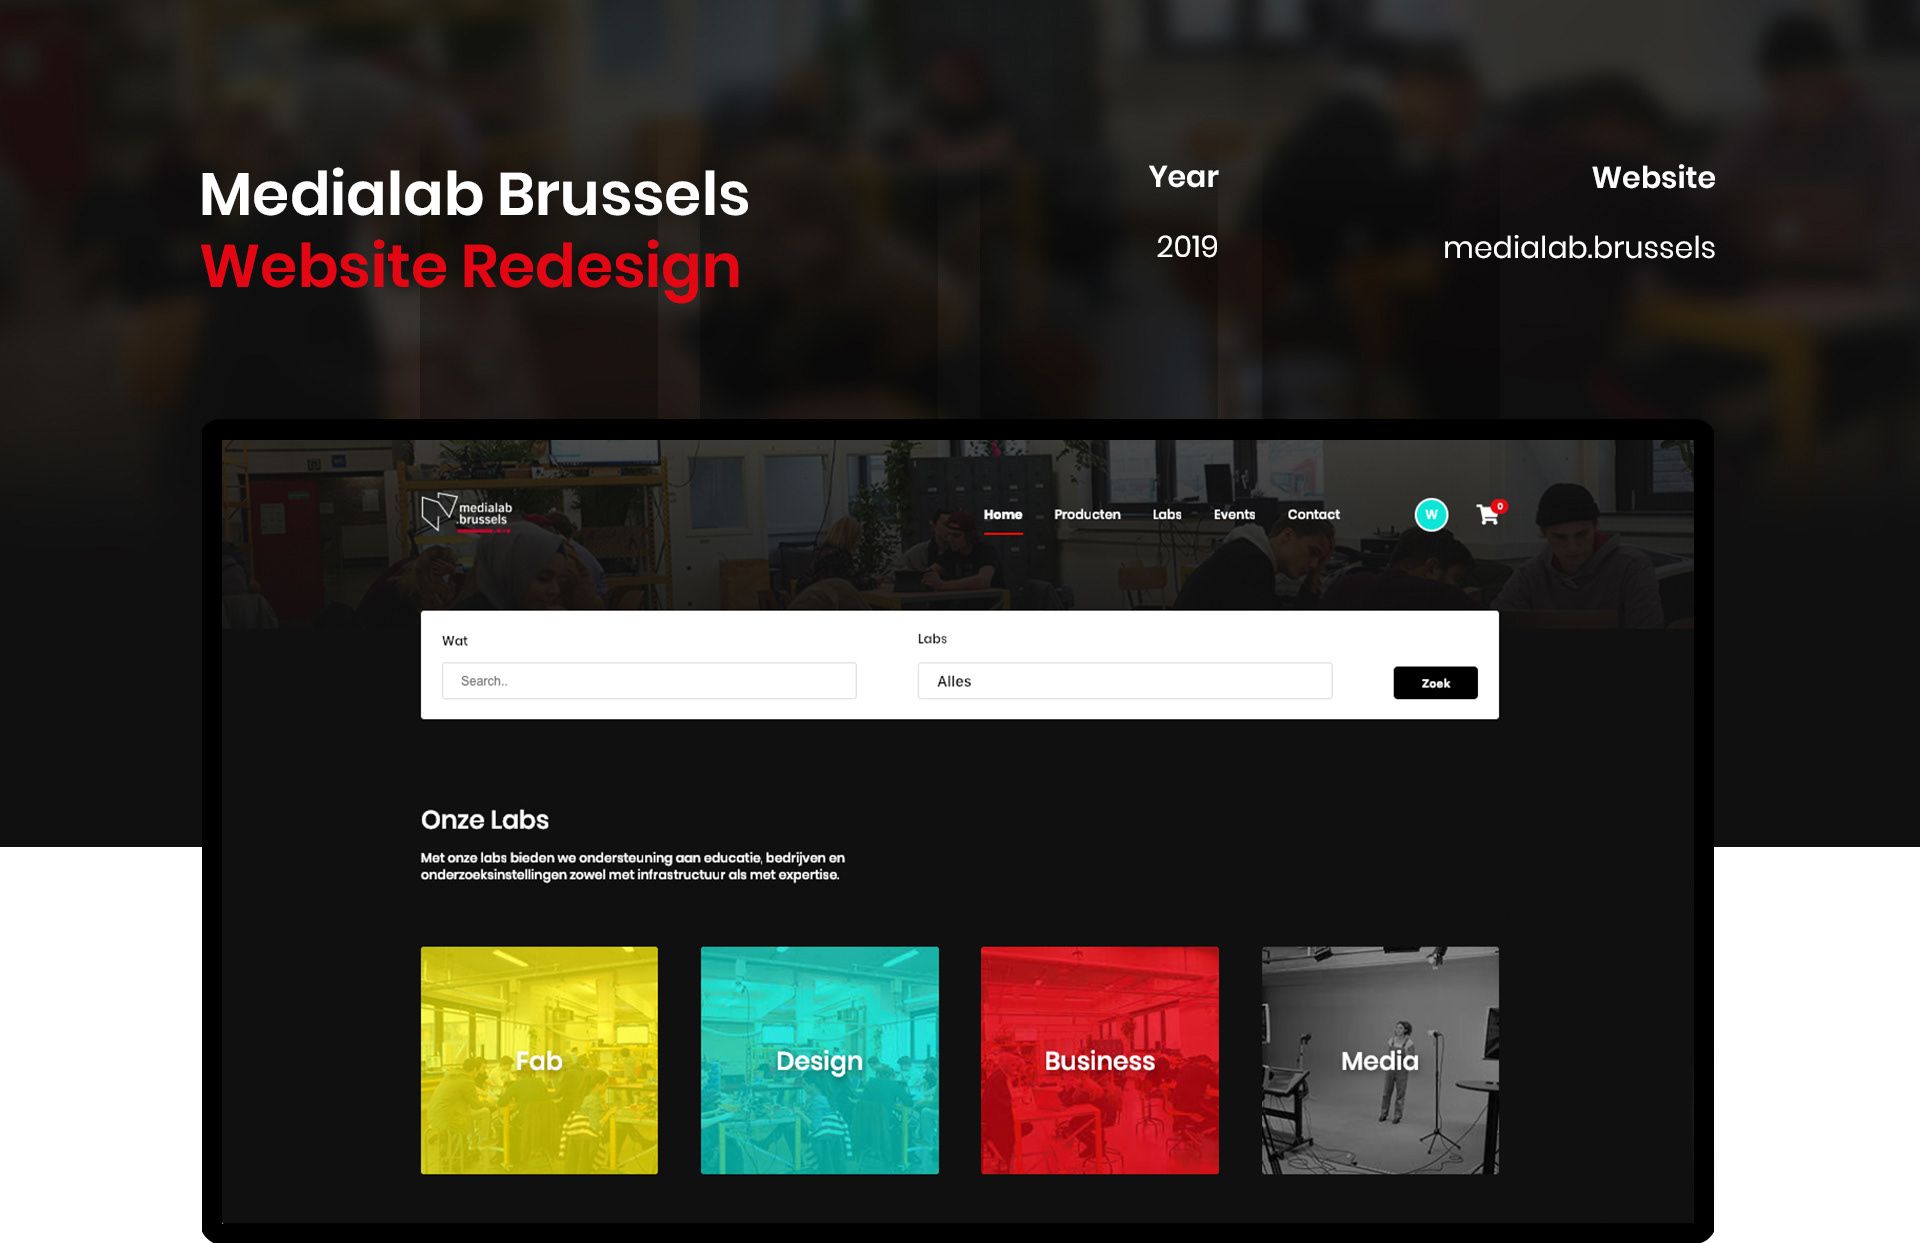 Medialab Brussels
Website Redesign
Year
2019
Website
medialab.brussels
medialab
.brussels
Home
Producten
Labs
Events
Contact
W
0
Wat
Search..
Labs
Alles
Zoek
Onze Labs
Met onze labs bieden we ondersteuning aan educatie, bedrijven en
onderzoeksinstellingen zowel met infrastructuur als met expertise.
Fab
Design
Business
Media